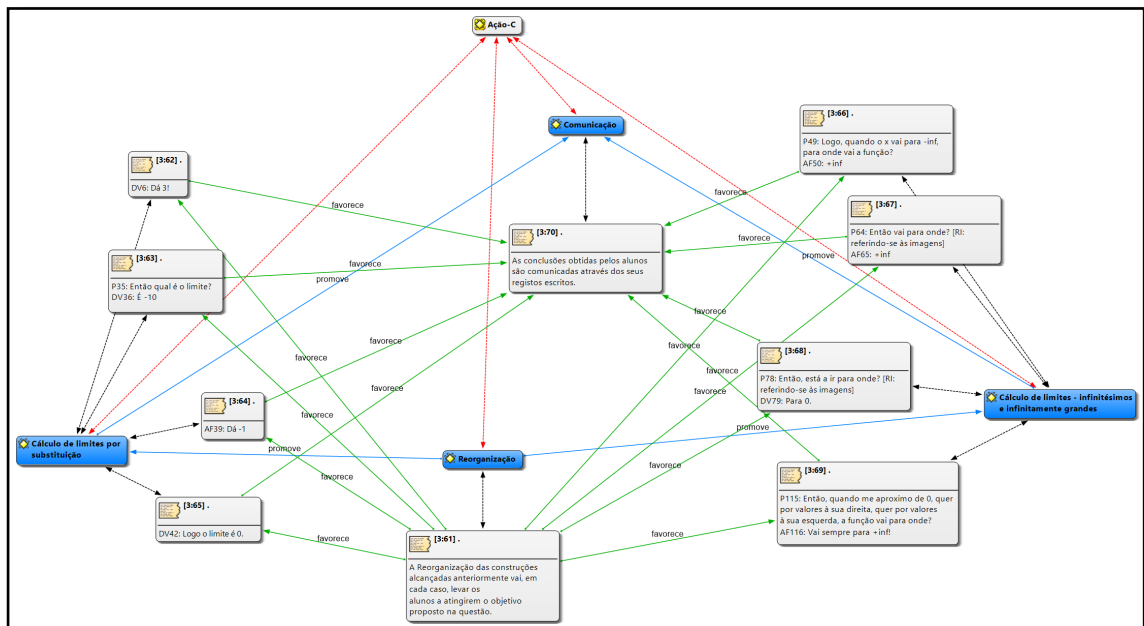 Ação-C
Comunicação
[3:66] .
P49: Logo, quando o x vai para -inf,
para onde vai a função?
AF50: +inf
[3:62] .
DV6: Dá 3!
favorece
favorece
[3:67] .
P64: Então vai para onde? [RI:
referindo-se às imagens]
AF65: +inf
[3:70] .
As conclusões obtidas pelos alunos
são comunicadas através dos seus
registos escritos.
[3:63] .
P35: Então qual é o limite?
DV36: É -10
favorece
promove
favorece
promove
favorece
favorece
favorece
favorece
favorece
[3:68] .
P78: Então, está a ir para onde? [RI:
referindo-se às imagens]
DV79: Para 0.
favorece
favorece
favorece
[3:64] .
AF39: Dá -1
Cálculo de limites - infinitésimos
e infinitamente grandes
promove
Cálculo de limites por
substituição
promove
Reorganização
favorece
favorece
[3:69] .
P115: Então, quando me aproximo de 0, quer
por valores à sua direita, quer por valores
à sua esquerda, a função vai para onde?
AF116: Vai sempre para +inf!
[3:65] .
DV42: Logo o limite é 0.
favorece
favorece
[3:61] .
A Reorganização das construções
alcançadas anteriormente vai, em
cada caso, levar os
alunos a atingirem o objetivo
proposto na questão.